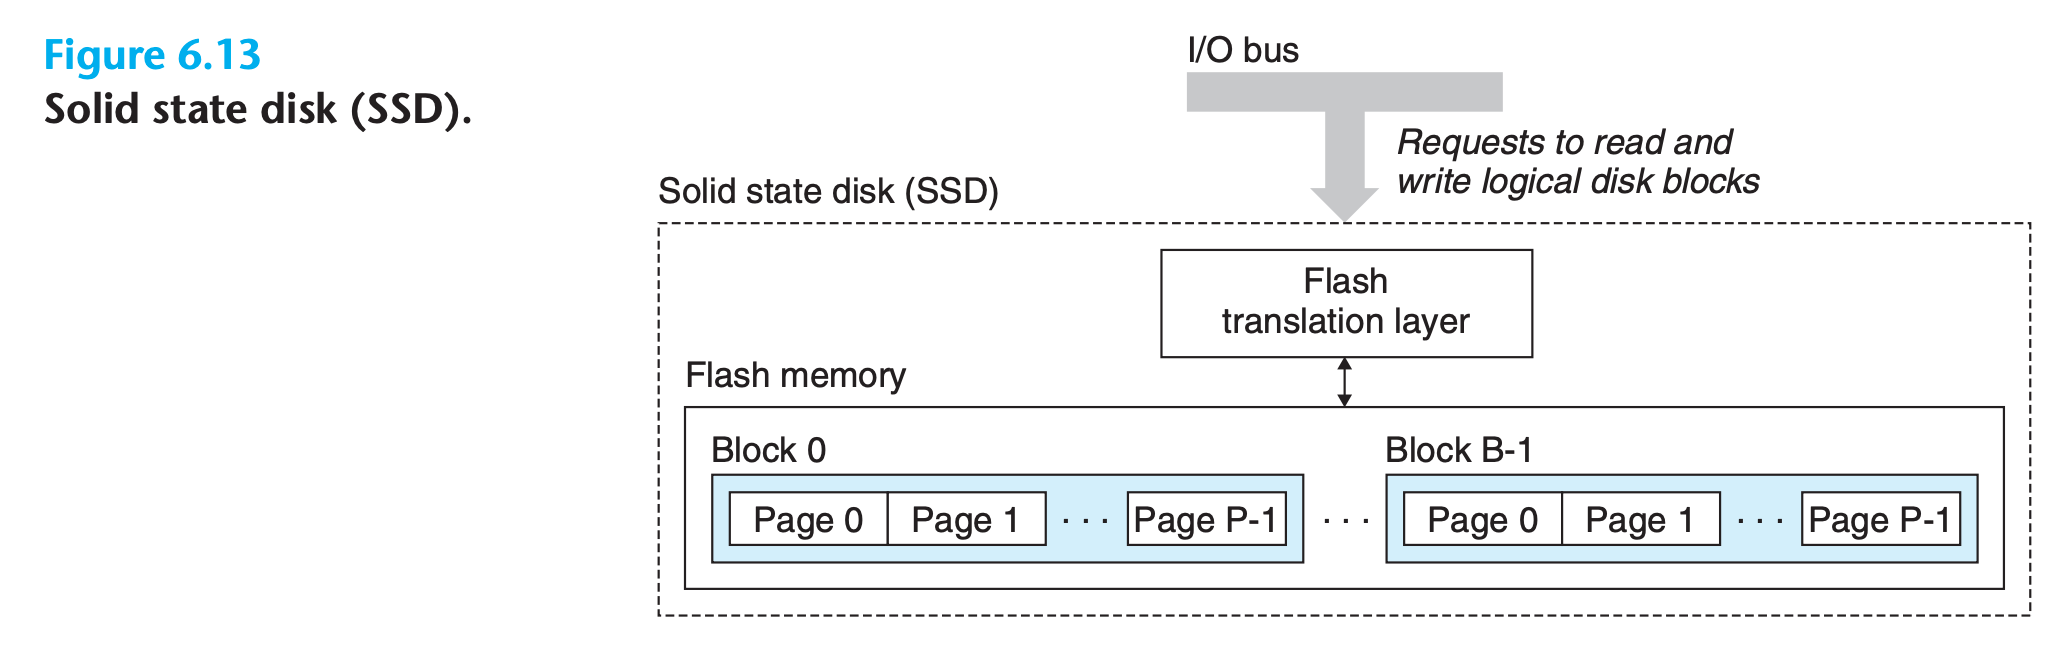 Figure 6.13
Solid state disk (SSD).
I/O bus
Requests to read and
write logical disk blocks
Solid state disk (SSD)
Flash
translation layer
Flash memory
Block 0
Block B-1
Page 0
Page 1
· · ·
Page P-1
· · ·
Page 0
Page 1
· · ·
Page P-1